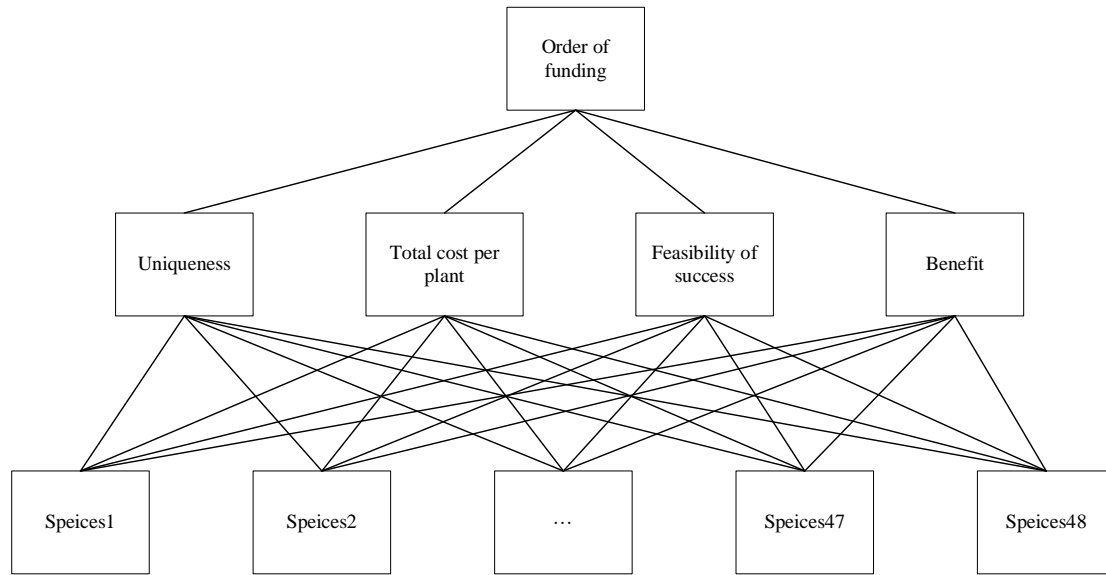 Order of
funding
Uniqueness
Total cost per
plant
Feasibility of
success
Benefit
Speices1
Speices2
…
Speices47
Speices48